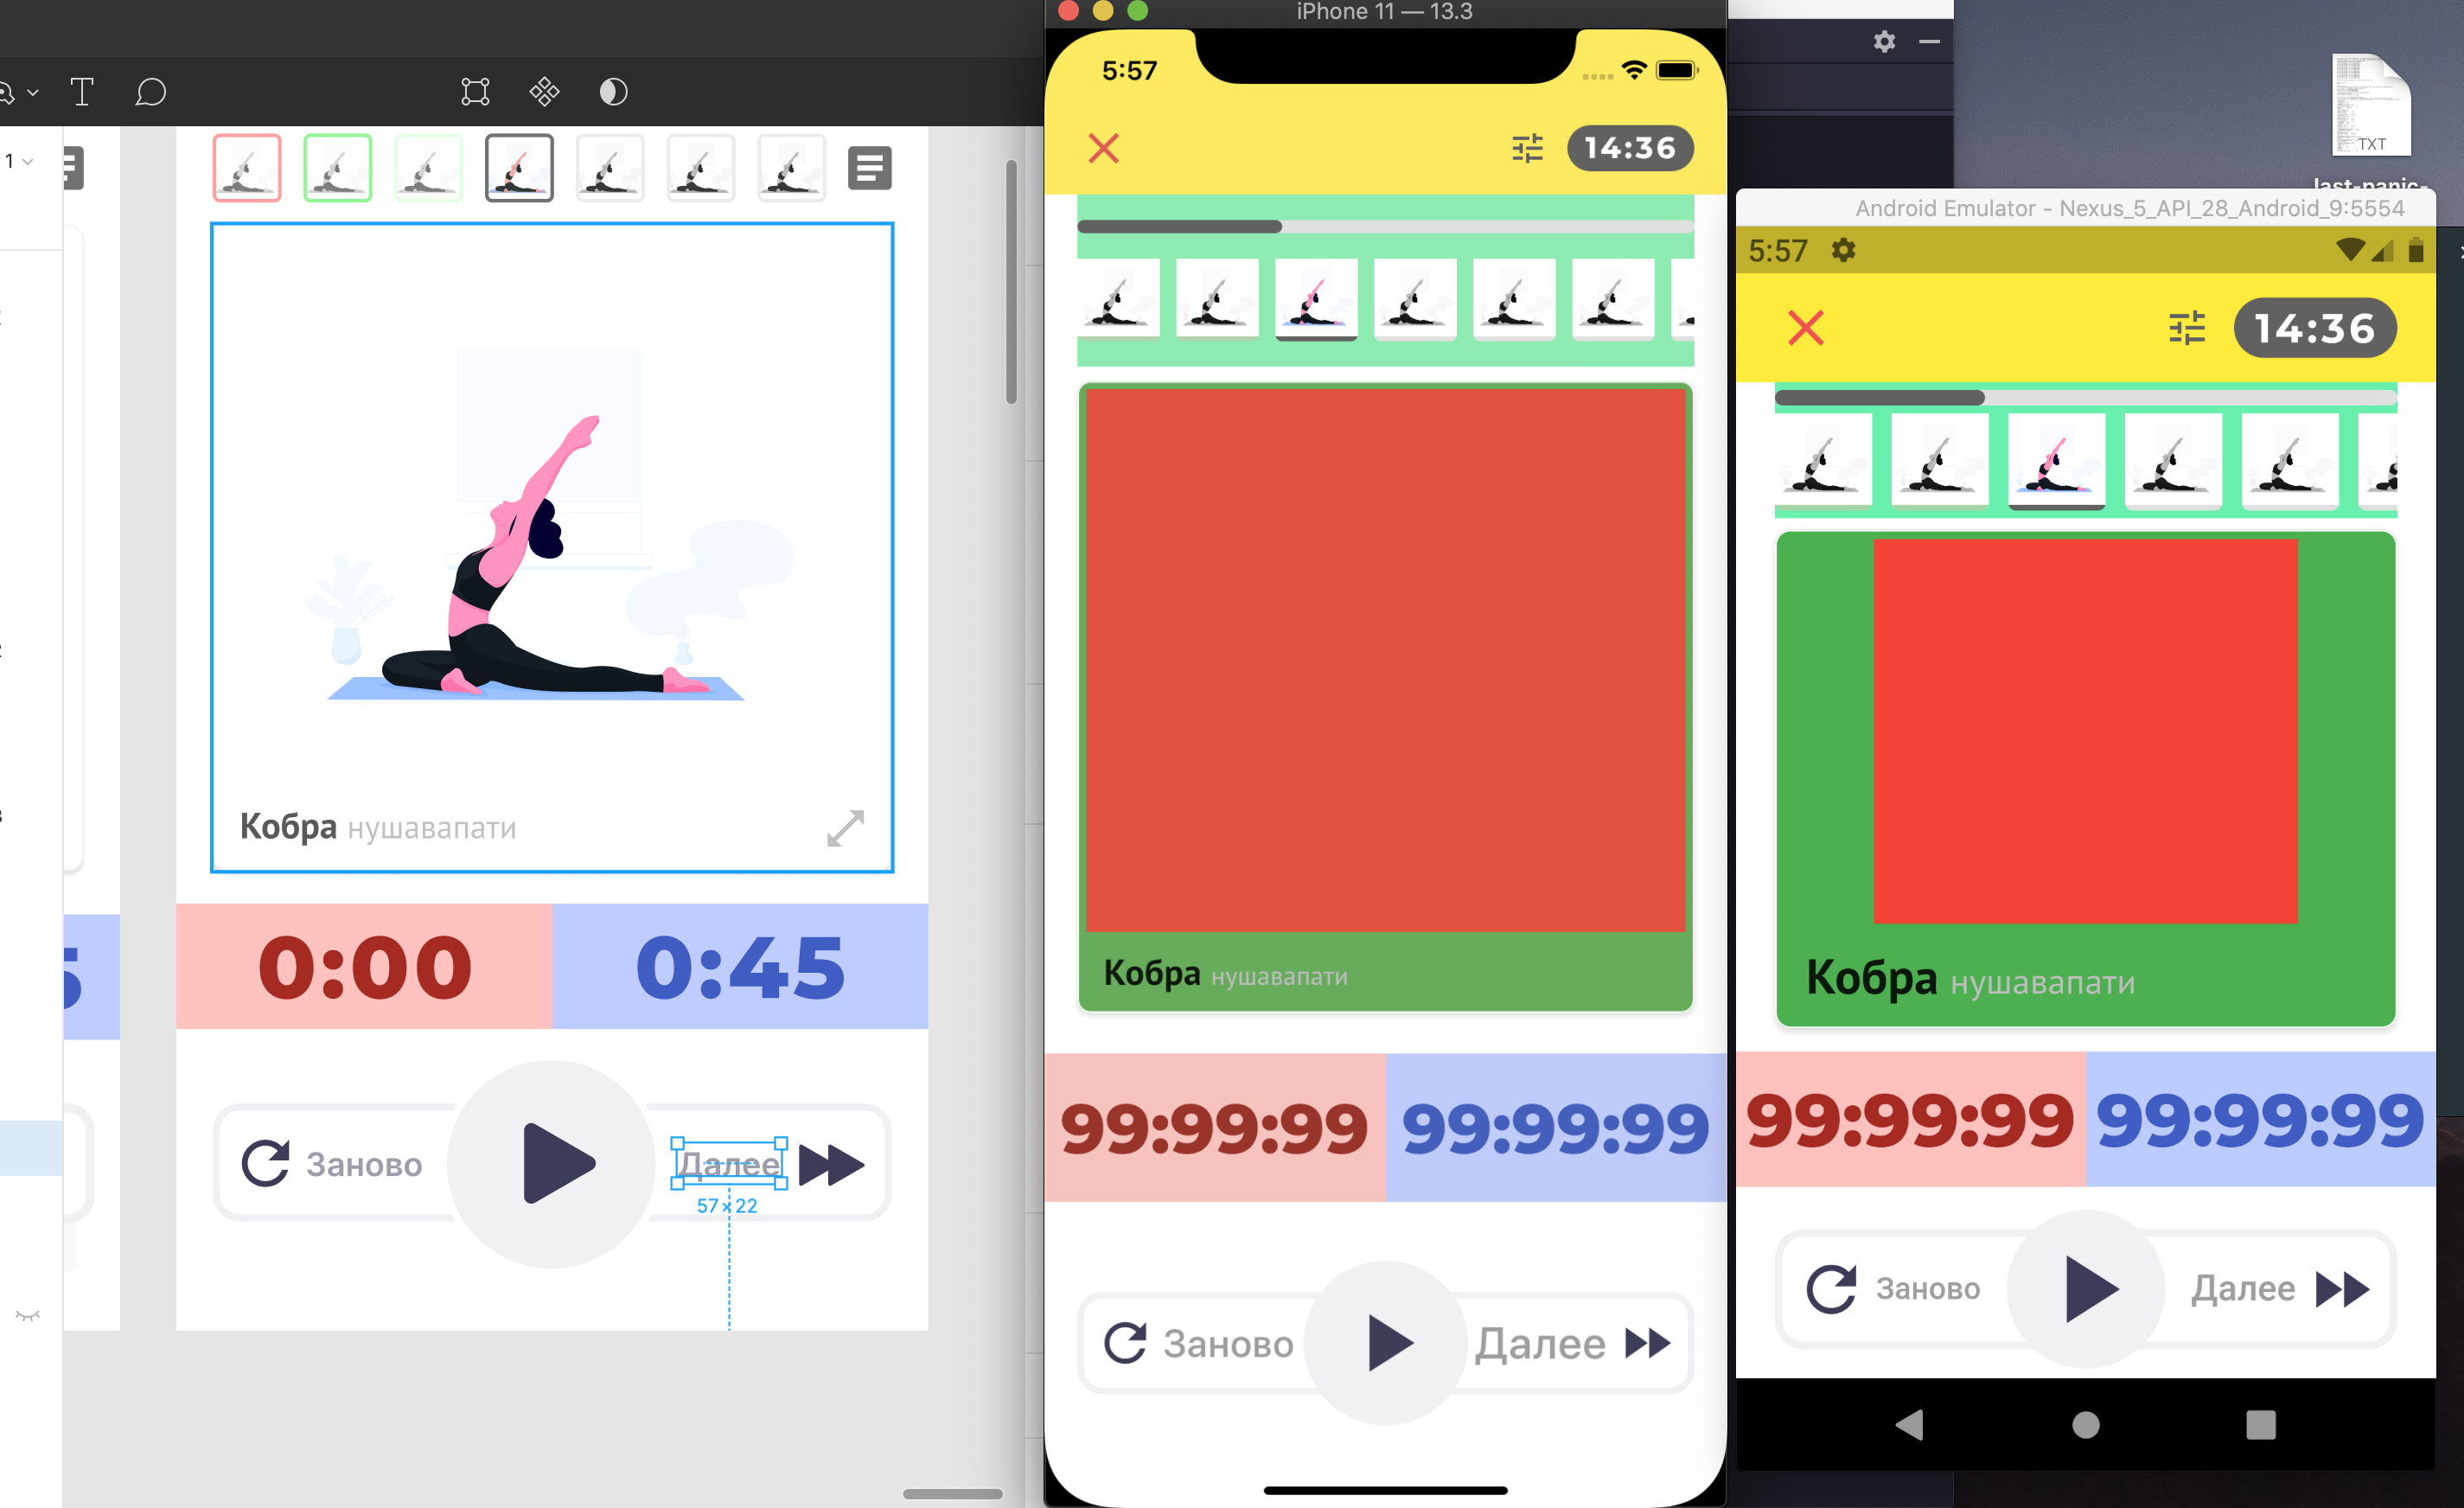 1
Кобра нушавапати
0:00 0:45
Заново
Далее
57 × 22
iPhone 11 — 13.3
5:57
14:36
Кобра нушавапати
99:99:99 99:99:99
Заново
Далее
TXT
last-panic-
Android Emulator - Nexus_5_API_28_Android_9:5554
5:57
14:36
Кобра нушавапати
99:99:99 99:99:99
Заново
Далее